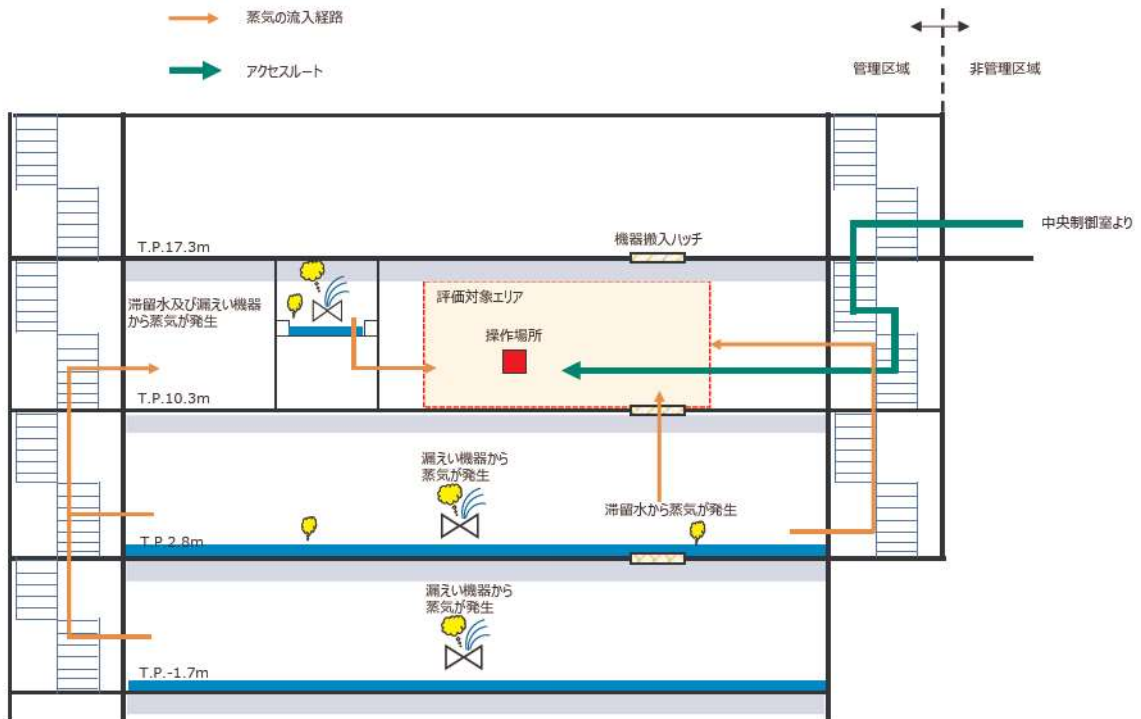 蒸気の流入経路
アクセスルート
管理区域
非管理区域
中央制御室より
T.P.17.3m
機器搬入ハッチ
滞留水及び漏えい機器
から蒸気が発生
評価対象エリア
操作場所
T.P.10.3m
漏えい機器から
蒸気が発生
滞留水から蒸気が発生
T.P.2.8m
漏えい機器から
蒸気が発生
T.P.-1.7m